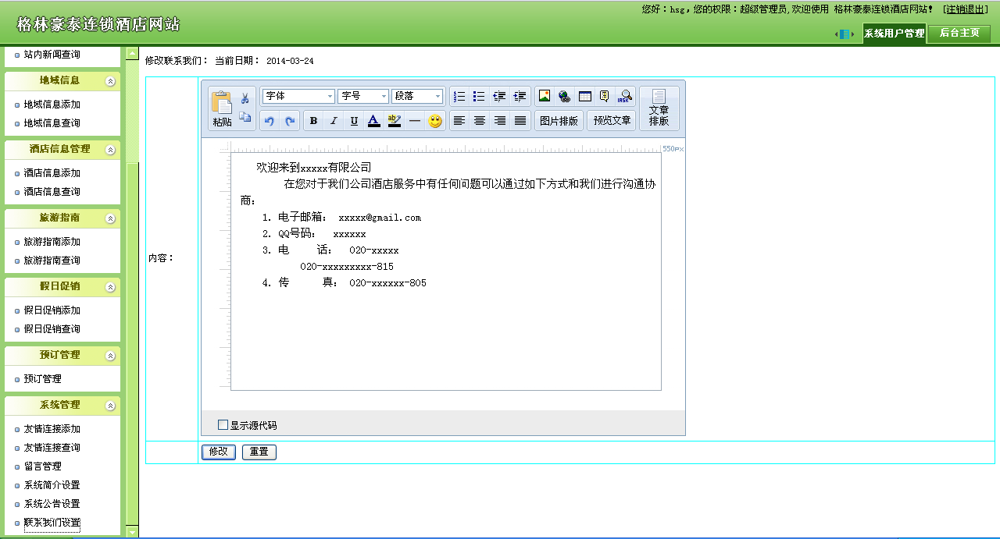 您好：hsg，您的权限：超级管理员,欢迎使用 格林豪泰连锁酒店网站！ [注销退出]
格林豪泰连锁酒店网站
系统用户管理 后台主页
站内新闻查询
地域信息
地域信息添加
地域信息查询
酒店信息管理
酒店信息添加
酒店信息查询
旅游指南
旅游指南添加
旅游指南查询
假日促销
假日促销添加
假日促销查询
预订管理
预订管理
系统管理
友情连接添加
友情连接查询
留言管理
系统简介设置
系统公告设置
联系我们设置
修改联系我们： 当前日期： 2014-03-24
内容：
粘贴
字体 字号 段落
B I U A
图片排版 预览文章
文章
排版
550px
欢迎来到xxxxx有限公司
在您对于我们公司酒店服务中有任何问题可以通过如下方式和我们进行沟通协
商：
1. 电子邮箱： xxxxx@gmail.com
2. QQ号码： xxxxxx
3. 电 话： 020-xxxxx
020-xxxxxxxxx-815
4. 传 真： 020-xxxxxx-805
显示源代码
修改 重置